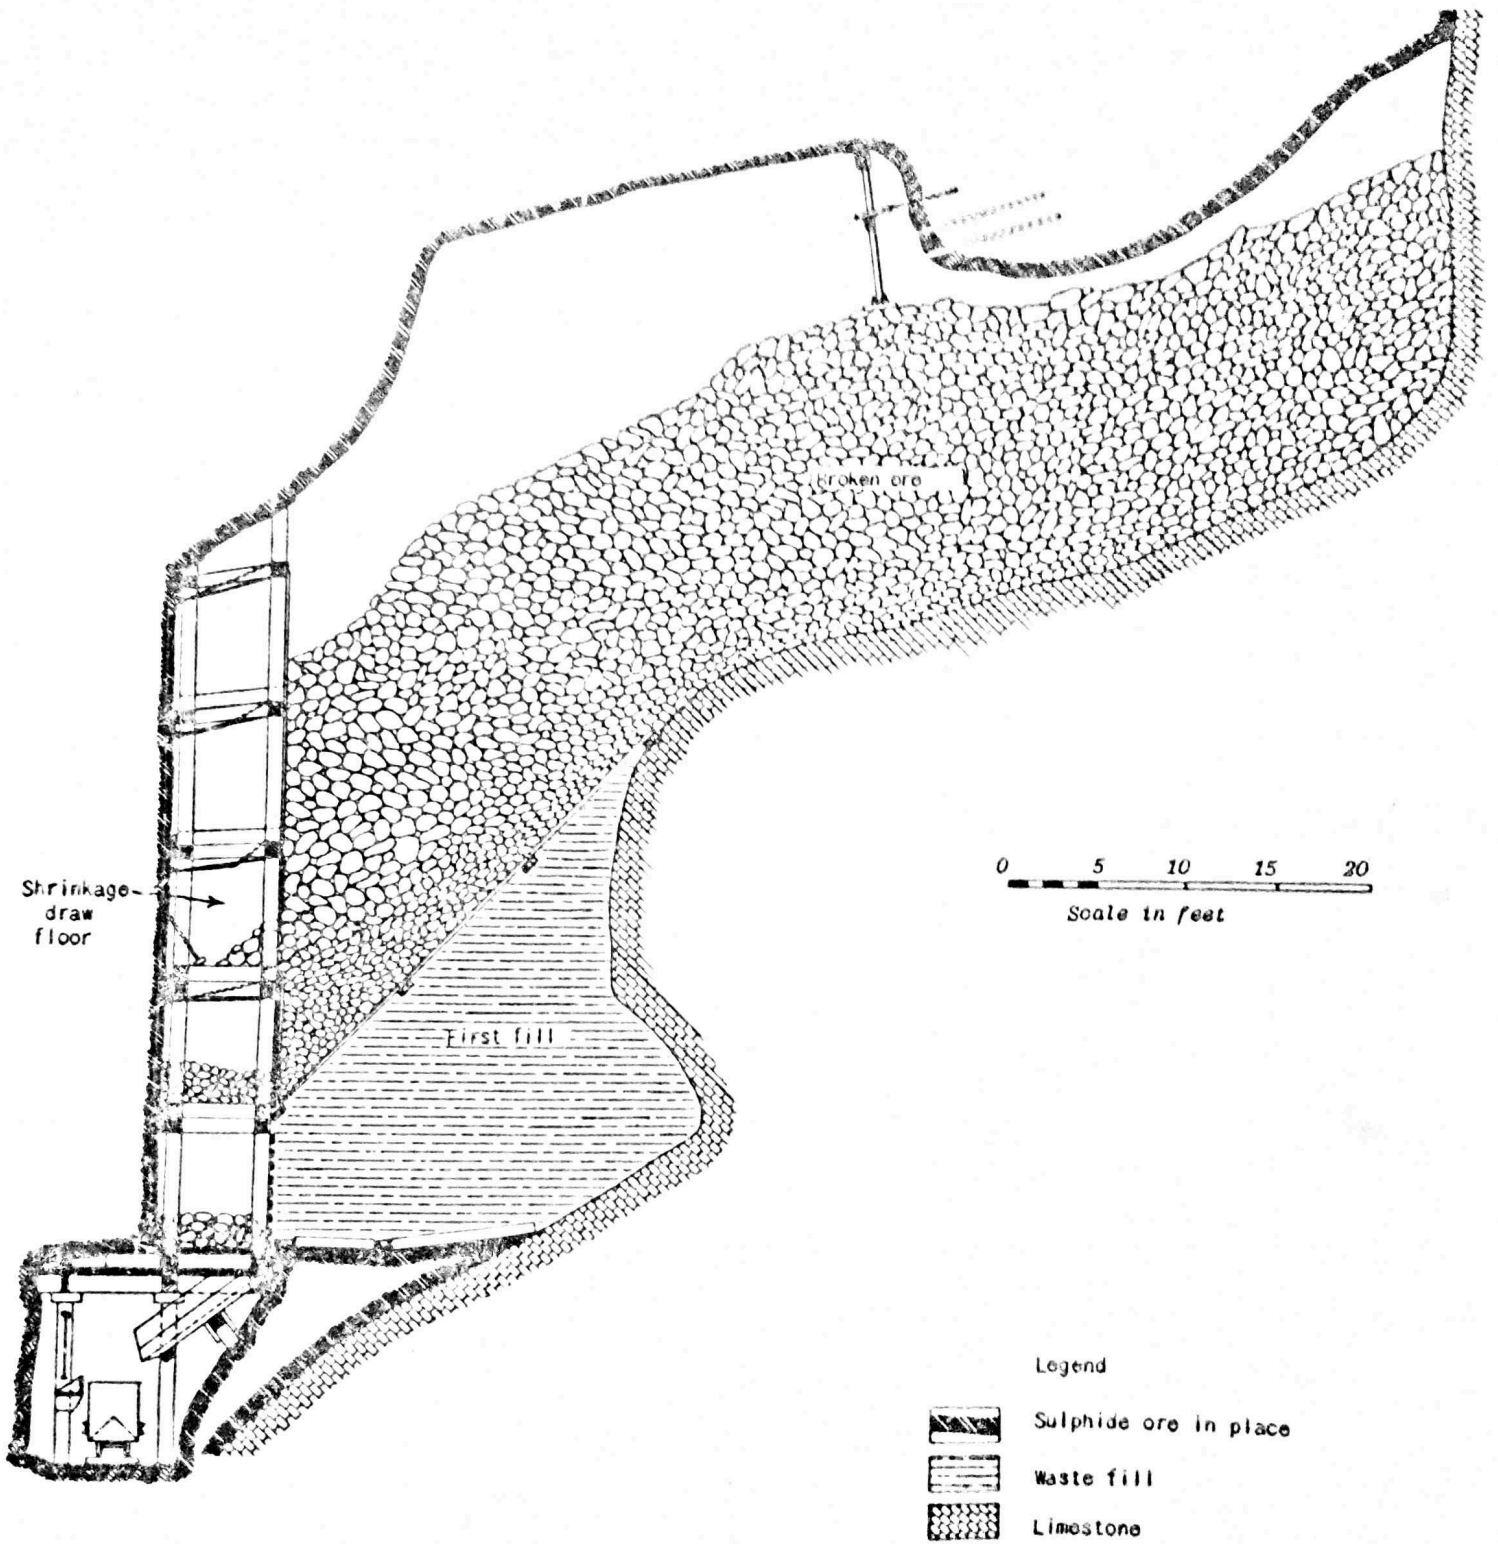 Broken ore
Shrinkage
draw
floor
0 5 10 15 20
Scale in feet
First fill
Legend
Sulphide ore in place
Waste fill
Limestone